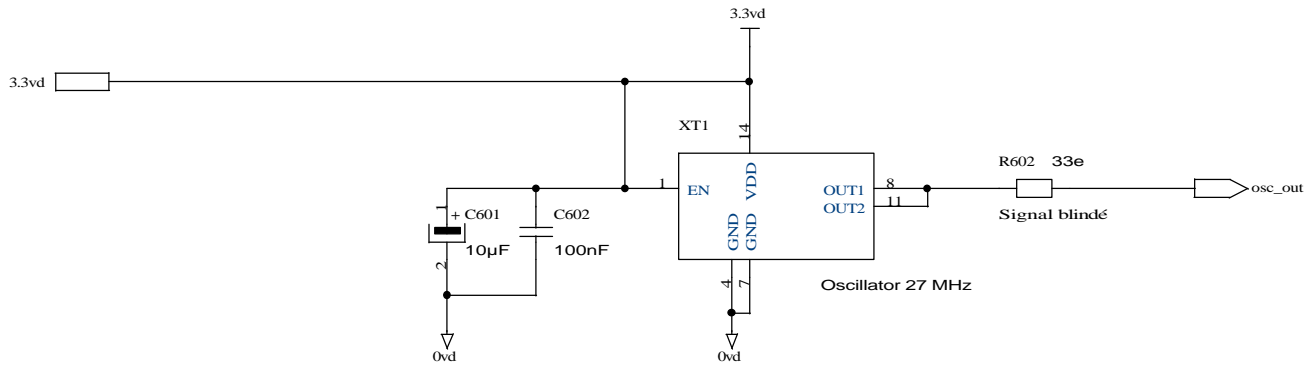 3.3vd
3.3vd
XT1
14
R602 33e
1
EN
VDD
OUT1
8
OUT2
11
osc_out
1
+ C601
C602
Signal blindé
GND
GND
10µF
100nF
2
4
7
Oscillator 27 MHz
0vd
0vd